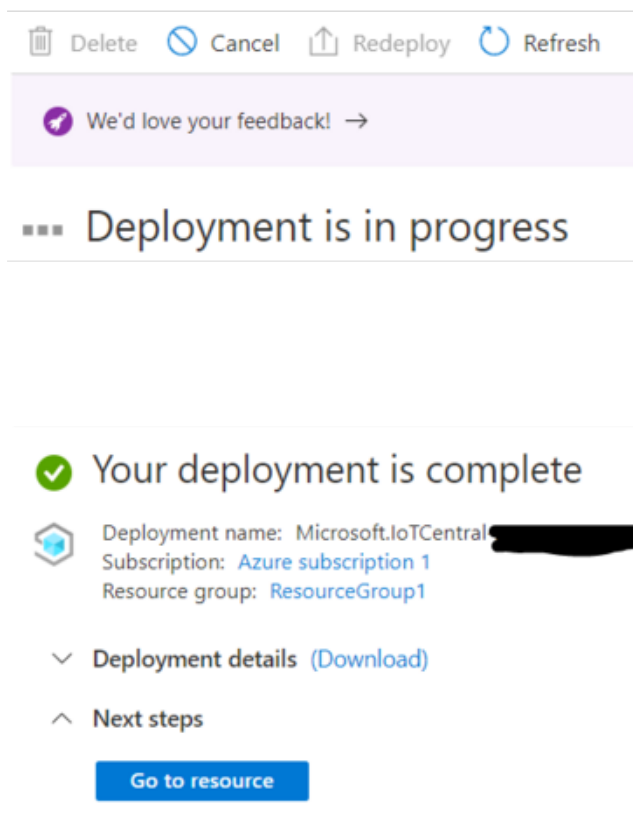 Delete Cancel Redeploy Refresh
We'd love your feedback! →
Deployment is in progress
Your deployment is complete
Deployment name: Microsoft.IoTCentral
Subscription: Azure subscription 1
Resource group: ResourceGroup1
Deployment details (Download)
Next steps
Go to resource